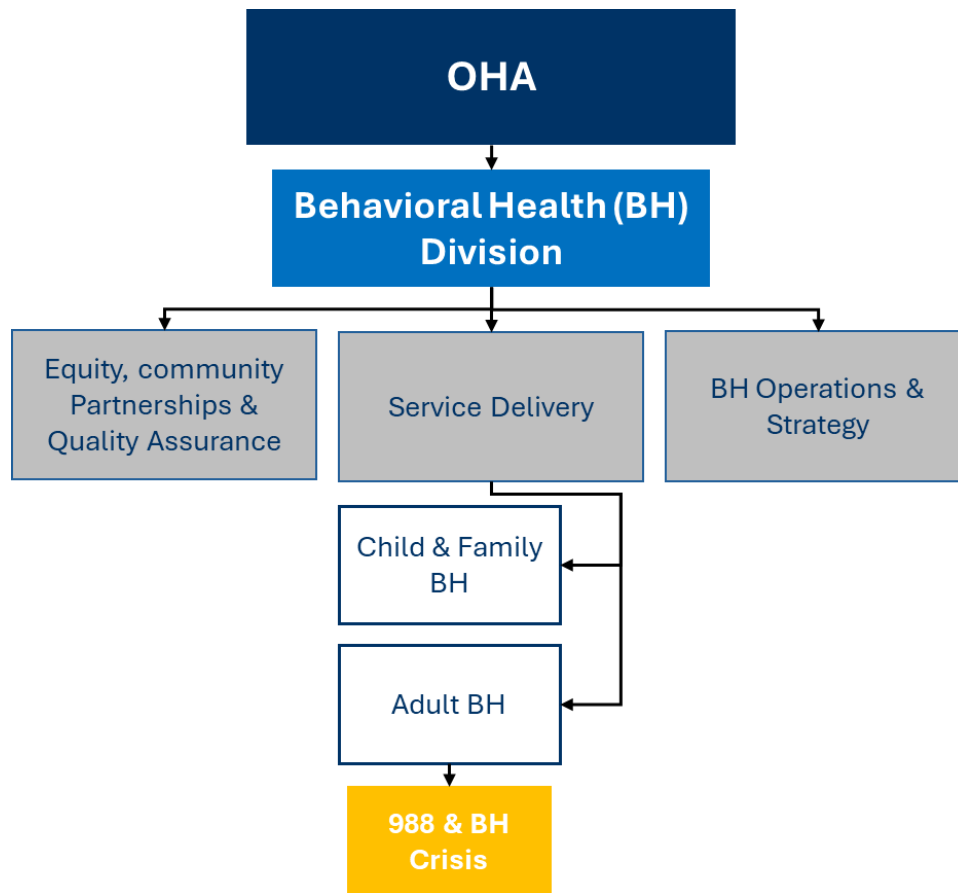 OHA
Behavioral Health (BH)
Division
Equity, community
Partnerships &
Quality Assurance
Service Delivery
BH Operations &
Strategy
Child & Family
BH
Adult BH
988 & BH
Crisis